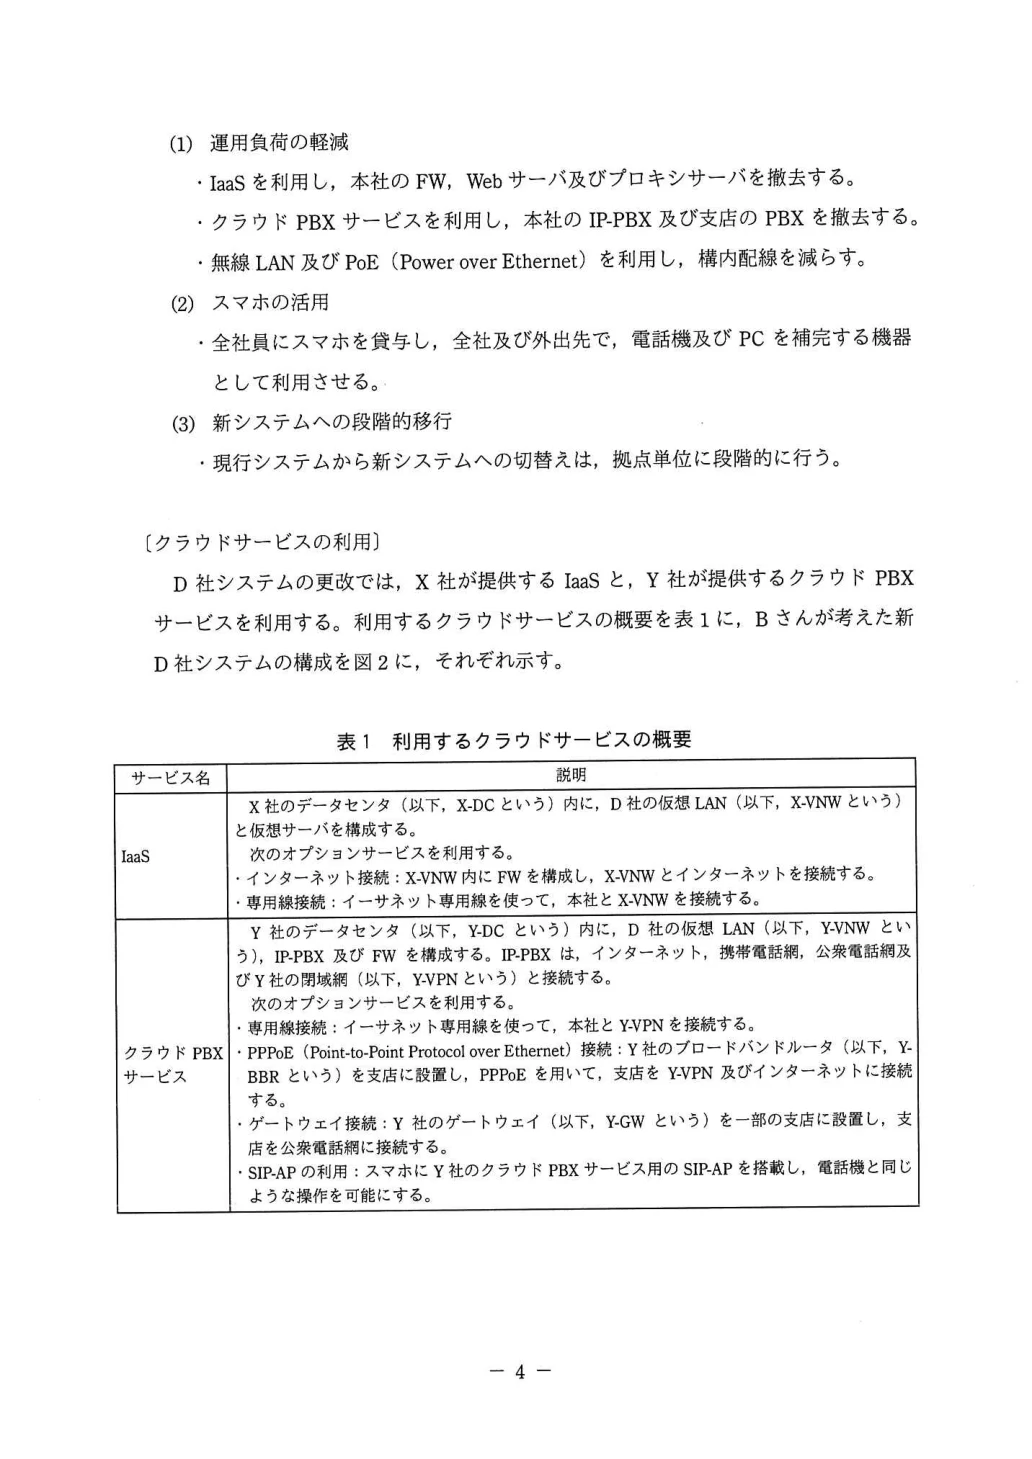 (1) 運用負荷の軽減
・IaaS を利用し，本社の FW，Web サーバ及びプロキシサーバを撤去する。
・クラウド PBX サービスを利用し，本社の IP-PBX 及び支店の PBX を撤去する。
・無線 LAN 及び PoE（Power over Ethernet）を利用し，構内配線を減らす。
(2) スマホの活用
・全社員にスマホを貸与し，全社及び外出先で，電話機及び PC を補完する機器
として利用させる。
(3) 新システムへの段階的移行
・現行システムから新システムへの切替えは，拠点単位に段階的に行う。
〔クラウドサービスの利用〕
D 社システムの更改では，X 社が提供する IaaS と，Y 社が提供するクラウド PBX
サービスを利用する。利用するクラウドサービスの概要を表 1 に，B さんが考えた新
D 社システムの構成を図 2 に，それぞれ示す。
表 1 利用するクラウドサービスの概要
サービス名 説明
IaaS
X 社のデータセンタ（以下，X-DC という）内に，D 社の仮想 LAN（以下，X-VNW という）
と仮想サーバを構成する。
次のオプションサービスを利用する。
・インターネット接続：X-VNW 内に FW を構成し，X-VNW とインターネットを接続する。
・専用線接続：イーサネット専用線を使って，本社と X-VNW を接続する。
クラウド PBX
サービス
Y 社のデータセンタ（以下，Y-DC という）内に，D 社の仮想 LAN（以下，Y-VNW とい
う），IP-PBX 及び FW を構成する。IP-PBX は，インターネット，携帯電話網，公衆電話網及
び Y 社の閉域網（以下，Y-VPN という）と接続する。
次のオプションサービスを利用する。
・専用線接続：イーサネット専用線を使って，本社と Y-VPN を接続する。
・PPPoE（Point-to-Point Protocol over Ethernet）接続：Y 社のブロードバンドルータ（以下，Y-
BBR という）を支店に設置し，PPPoE を用いて，支店を Y-VPN 及びインターネットに接続
する。
・ゲートウェイ接続：Y 社のゲートウェイ（以下，Y-GW という）を一部の支店に設置し，支
店を公衆電話網に接続する。
・SIP-AP の利用：スマホに Y 社のクラウド PBX サービス用の SIP-AP を搭載し，電話機と同じ
ような操作を可能にする。
－ 4 －